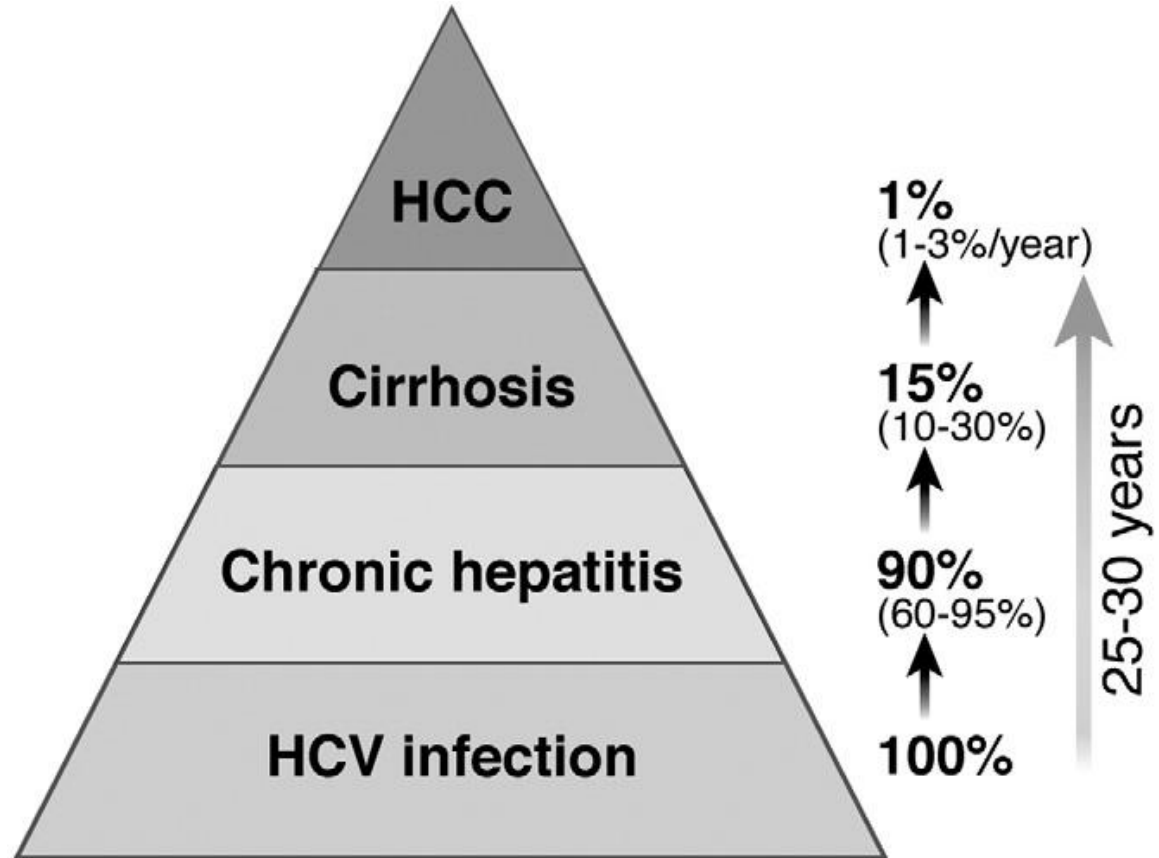 HCC
1%
(1-3%/year)
Cirrhosis
15%
(10-30%)
Chronic hepatitis
90%
(60-95%)
HCV infection
100%
25-30 years